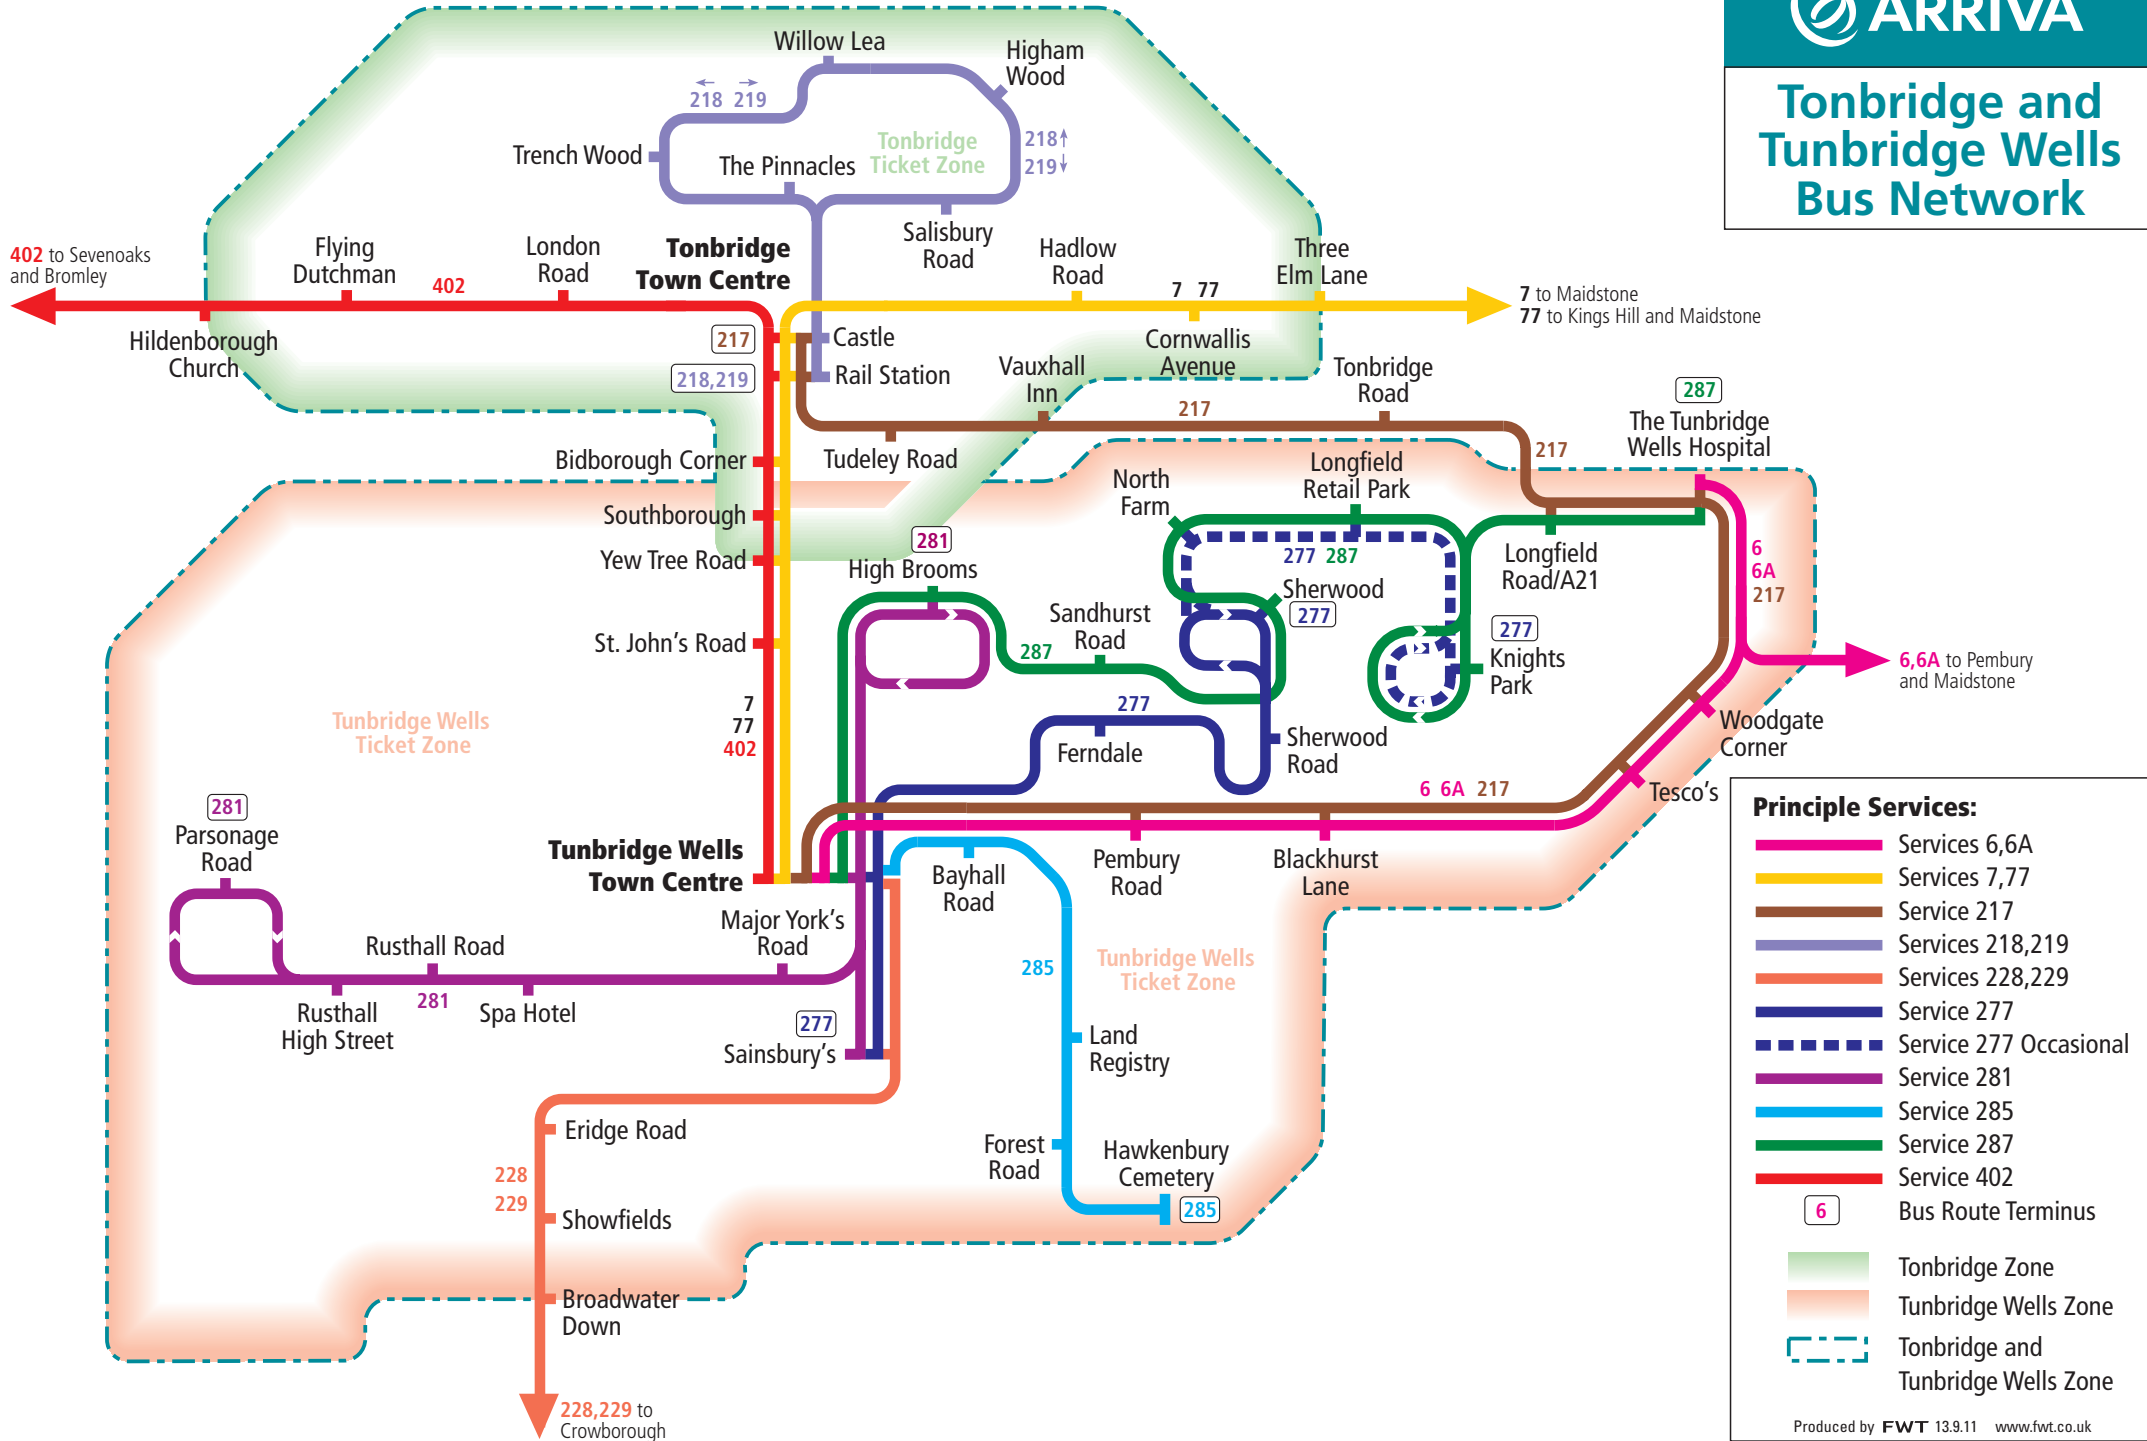 ARRIVA
Tonbridge and
Tunbridge Wells
Bus Network
Willow Lea
Higham
Wood
218 219
Trench Wood
The Pinnacles
Tonbridge
Ticket Zone
218
219
Salisbury
Road
402 to Sevenoaks
and Bromley
Flying
Dutchman
402
London
Road
Tonbridge
Town Centre
Hadlow
Road
7 77
Three
Elm Lane
7 to Maidstone
77 to Kings Hill and Maidstone
Hildenborough
Church
217
Castle
218,219
Rail Station
Cornwallis
Avenue
Vauxhall
Inn
Tonbridge
Road
217
287
The Tunbridge
Wells Hospital
Bidborough Corner
Tudeley Road
217
North
Farm
Longfield
Retail Park
Southborough
Yew Tree Road
281
High Brooms
277 287
Longfield
Road/A21
6
6A
217
Sherwood
277
Sandhurst
Road
287
277
Knights
Park
St. John's Road
6,6A to Pembury
and Maidstone
7
77
402
Tunbridge Wells
Ticket Zone
277
Ferndale
Sherwood
Road
Woodgate
Corner
Tesco's
6 6A 217
281
Parsonage
Road
Tunbridge Wells
Town Centre
Bayhall
Road
Pembury
Road
Blackhurst
Lane
Major York's
Road
Rusthall Road
281
Rusthall
High Street
Spa Hotel
285
Tunbridge Wells
Ticket Zone
277
Sainsbury's
Land
Registry
Eridge Road
228
229
Forest
Road
Hawkenbury
Cemetery
285
Showfields
Broadwater
Down
228,229 to
Crowborough
Principle Services:
Services 6,6A
Services 7,77
Service 217
Services 218,219
Services 228,229
Service 277
Service 277 Occasional
Service 281
Service 285
Service 287
Service 402
6 Bus Route Terminus
Tonbridge Zone
Tunbridge Wells Zone
Tonbridge and
Tunbridge Wells Zone
Produced by FWT 13.9.11 www.fwt.co.uk